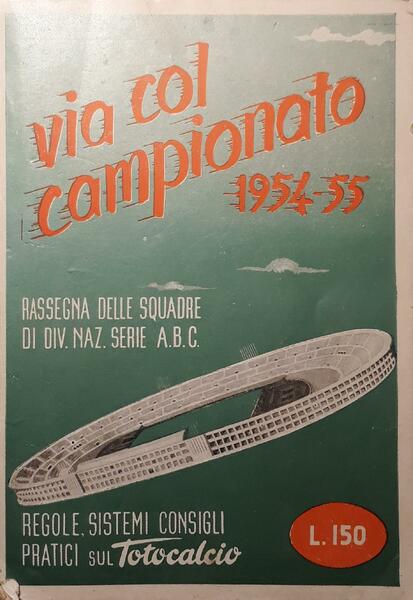 via col
campionato
1954-55
RASSEGNA DELLE SQUADRE
DI DIV. NAZ. SERIE A.B.C.
REGOLE, SISTEMI CONSIGLI
PRATICI SUL Totocalcio
L. 150